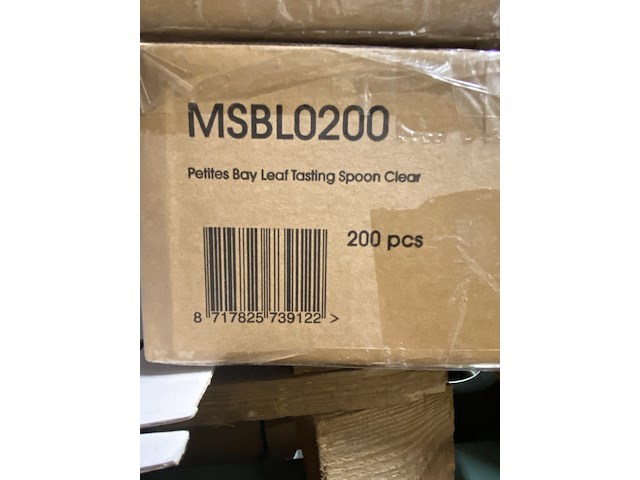 MSBL0200
Petites Bay Leaf Tasting Spoon Clear
200 pcs
8 717825 739122 >